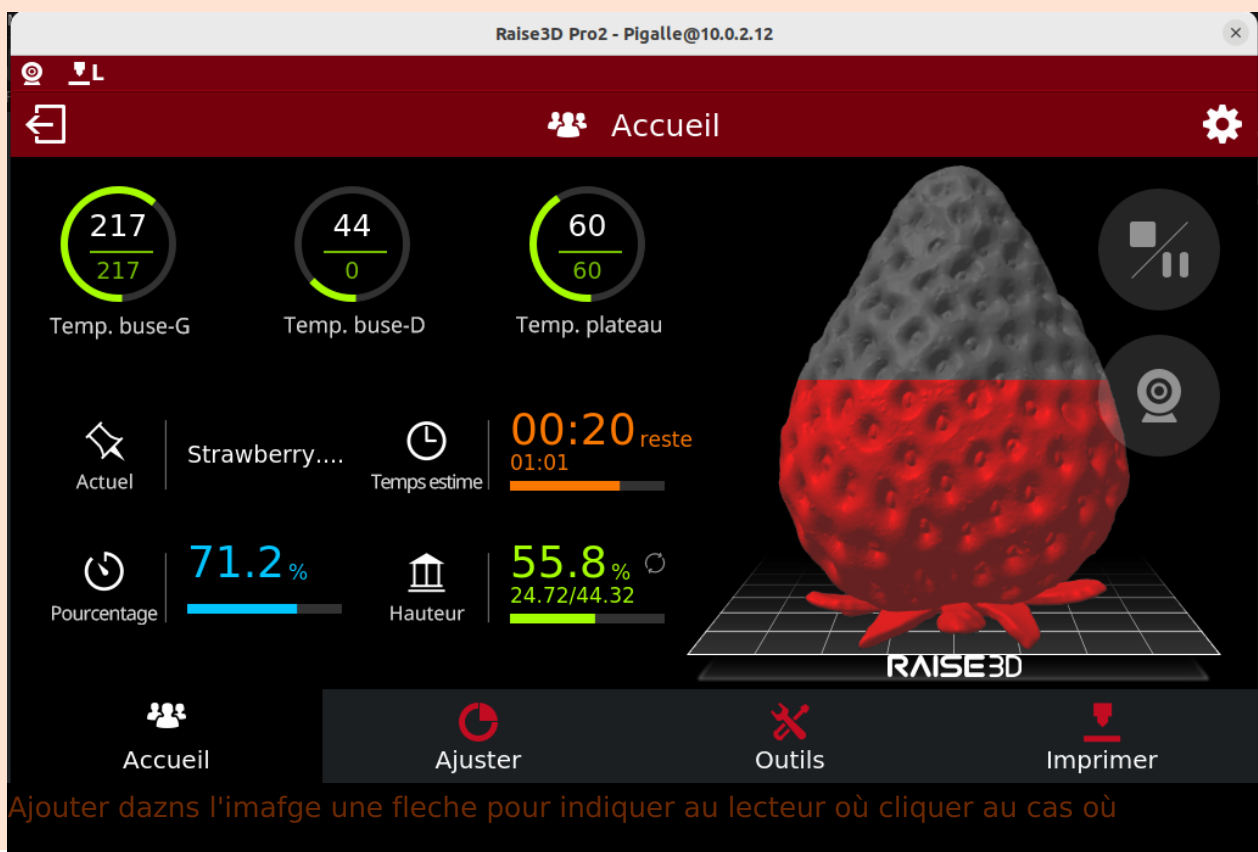 Raise3D Pro2 - Pigalle@10.0.2.12
L
Accueil
217 44 60
217 0 60
Temp. buse-G Temp. buse-D Temp. plateau
Actuel
Strawberry....
Temps estime
00:20 reste
01:01
Pourcentage
71.2 %
Hauteur
55.8 %
24.72/44.32
RAISE3D
Accueil Ajuster Outils Imprimer
Ajouter dazns l'imafge une fleche pour indiquer au lecteur où cliquer au cas où